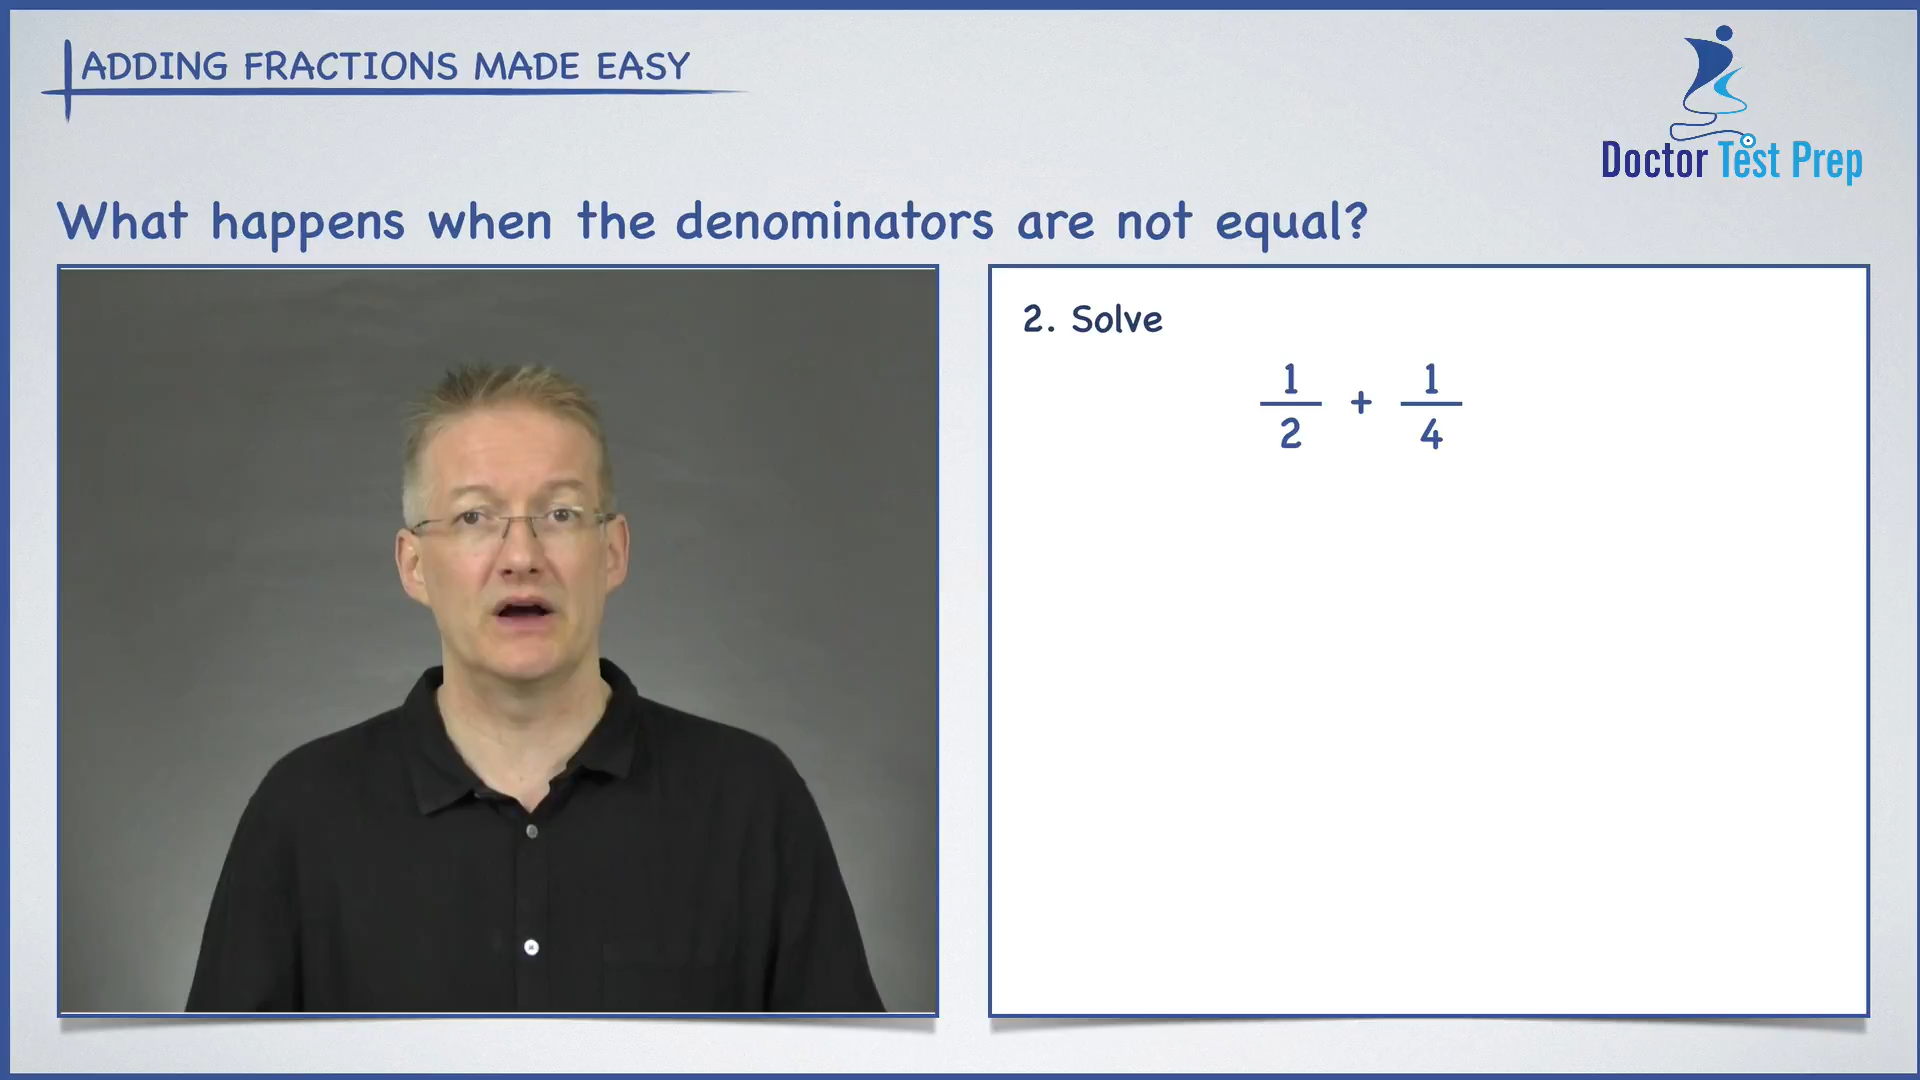 ADDING FRACTIONS MADE EASY
Doctor Test Prep
What happens when the denominators are not equal?
2. Solve
1 1
+
2 4